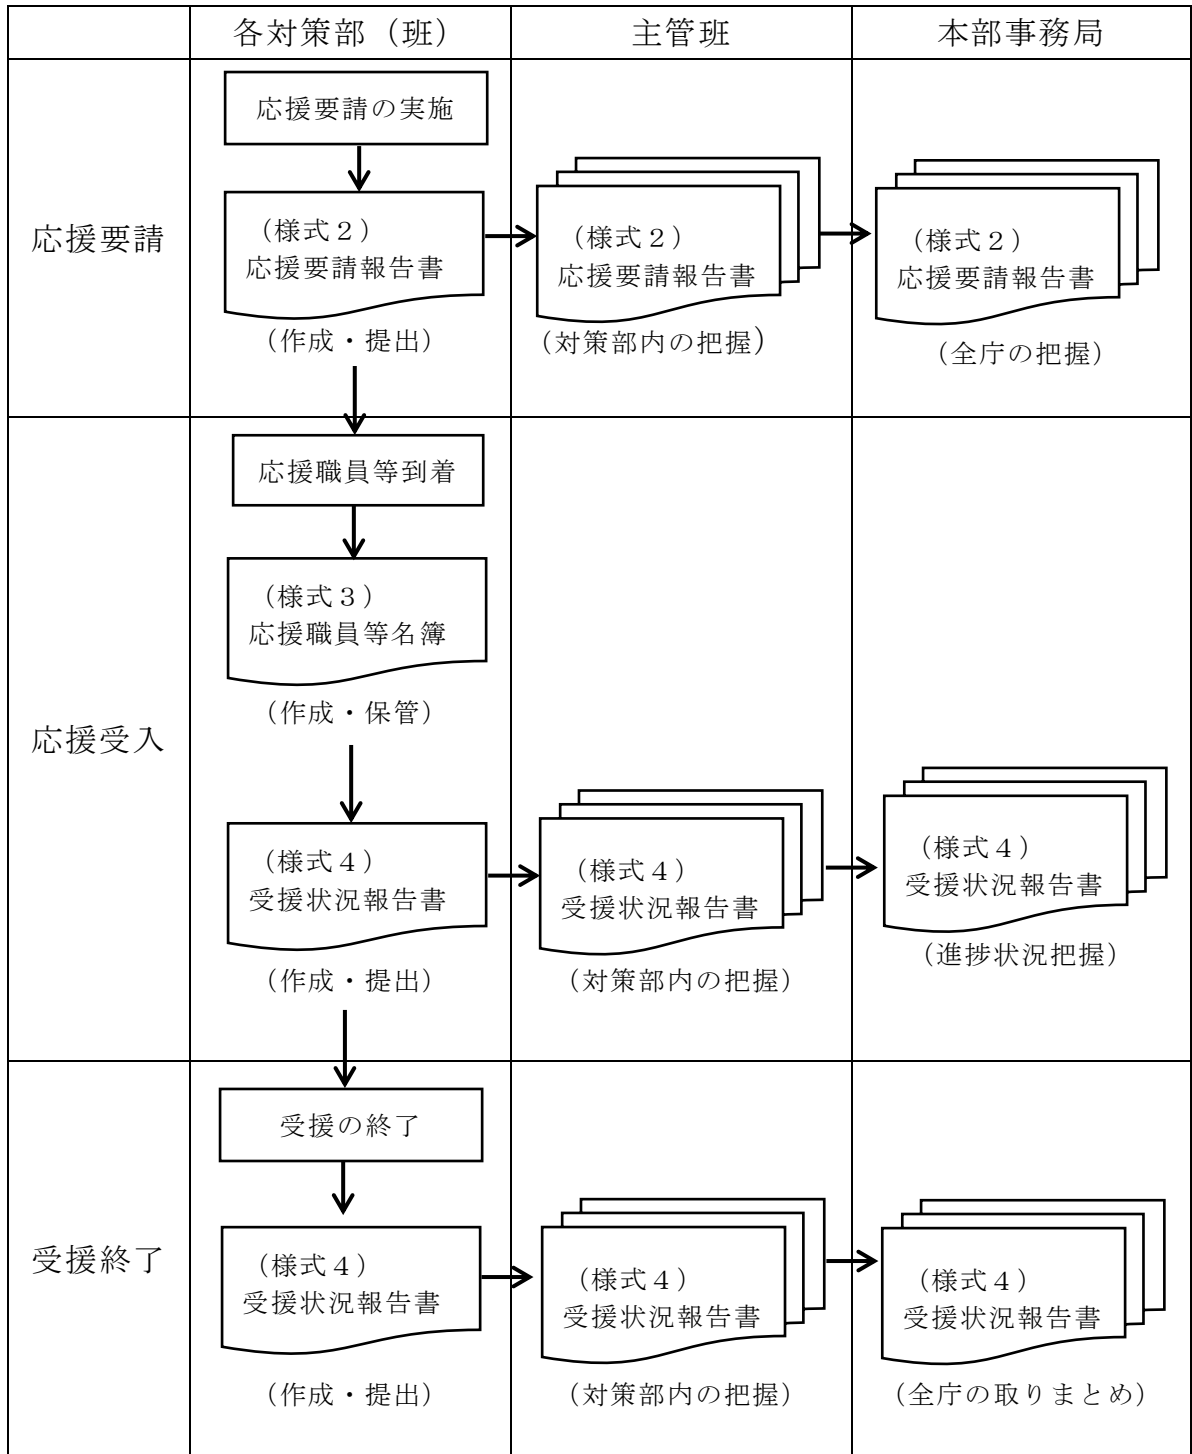 各対策部（班）
主管班
本部事務局
応援要請
応援要請の実施
（様式２）
応援要請報告書
（作成・提出）
（様式２）
応援要請報告書
（対策部内の把握）
（様式２）
応援要請報告書
（全庁の把握）
応援受入
応援職員等到着
（様式３）
応援職員等名簿
（作成・保管）
（様式４）
受援状況報告書
（作成・提出）
（様式４）
受援状況報告書
（対策部内の把握）
（様式４）
受援状況報告書
（進捗状況把握）
受援終了
受援の終了
（様式４）
受援状況報告書
（作成・提出）
（様式４）
受援状況報告書
（対策部内の把握）
（様式４）
受援状況報告書
（全庁の取りまとめ）